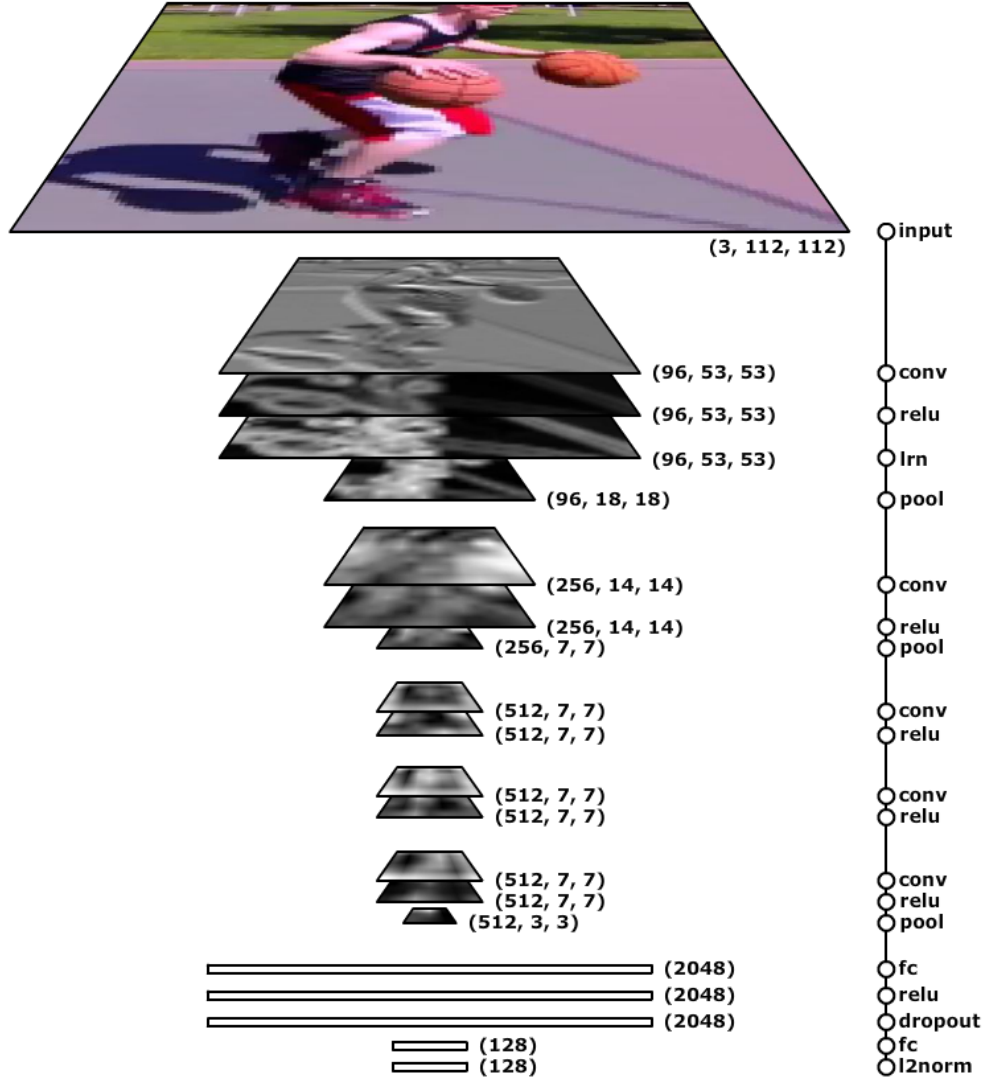 input
(3, 112, 112)
(96, 53, 53) conv
(96, 53, 53) relu
(96, 53, 53) lrn
(96, 18, 18) pool
(256, 14, 14) conv
(256, 14, 14) relu
(256, 7, 7) pool
(512, 7, 7) conv
(512, 7, 7) relu
(512, 7, 7) conv
(512, 7, 7) relu
(512, 7, 7) conv
(512, 7, 7) relu
(512, 3, 3) pool
(2048) fc
(2048) relu
(2048) dropout
(128) fc
(128) l2norm